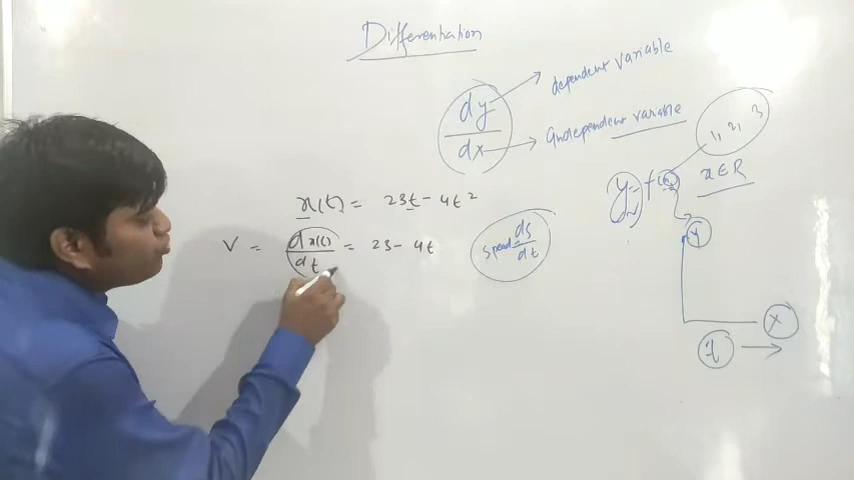 Differentiation
dy
dx
dependent variable
independent variable
x(t) = 23t - 4t²
V = dx(t)
dt
= 23 - 4t
Speed = ds
dt
1, 2, 3
y = f(x)
x ∈ R
Y
X
t